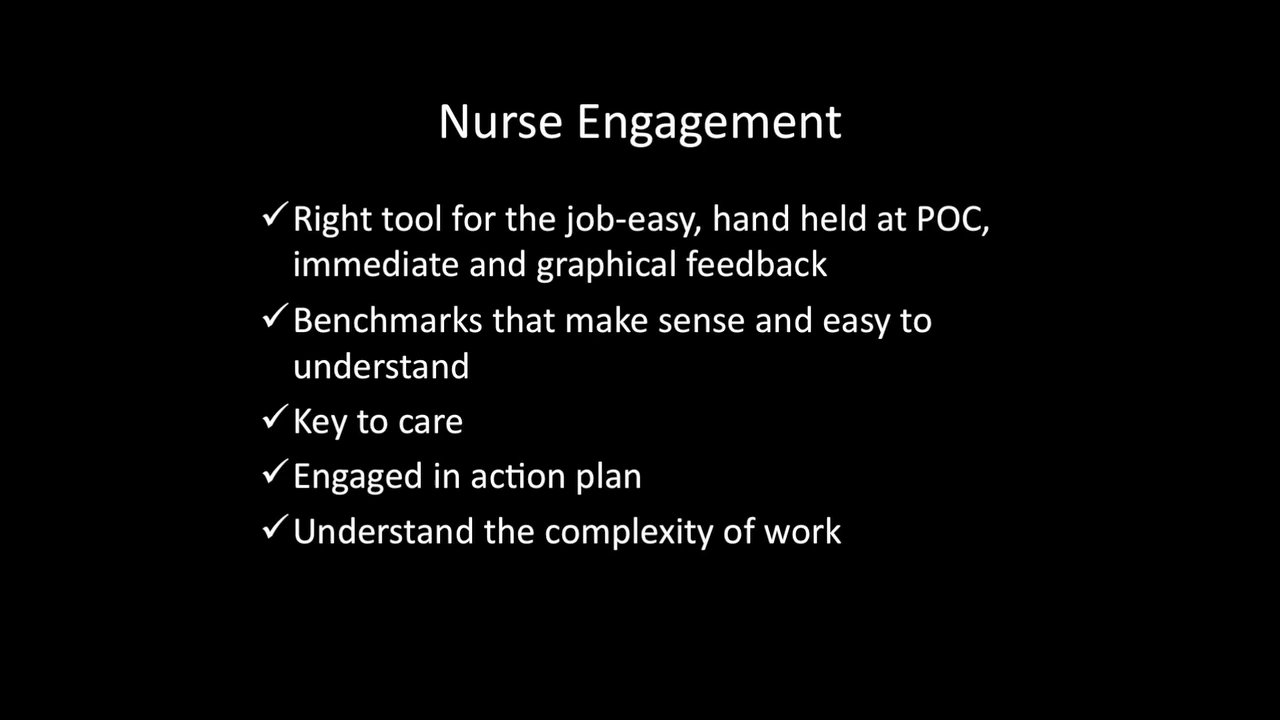 Nurse Engagement
✓Right tool for the job-easy, hand held at POC,
immediate and graphical feedback
✓Benchmarks that make sense and easy to
understand
✓Key to care
✓Engaged in action plan
✓Understand the complexity of work